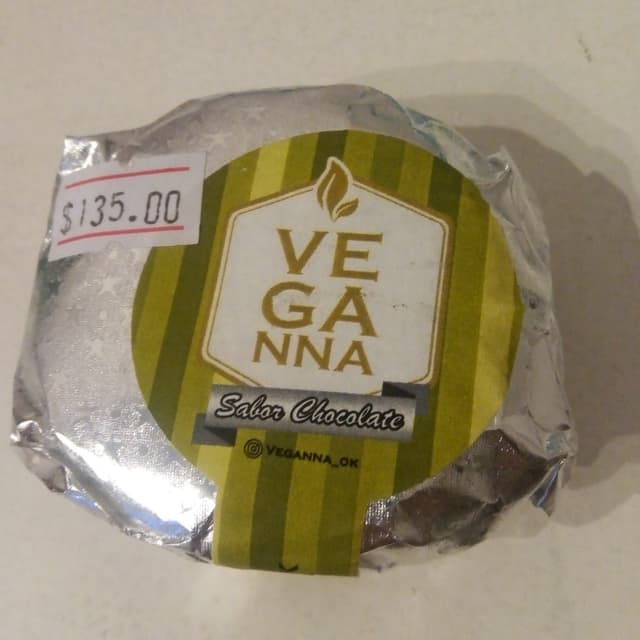 $135.00
VE
GA
NNA
Sabor Chocolate
VEGANNA_OK